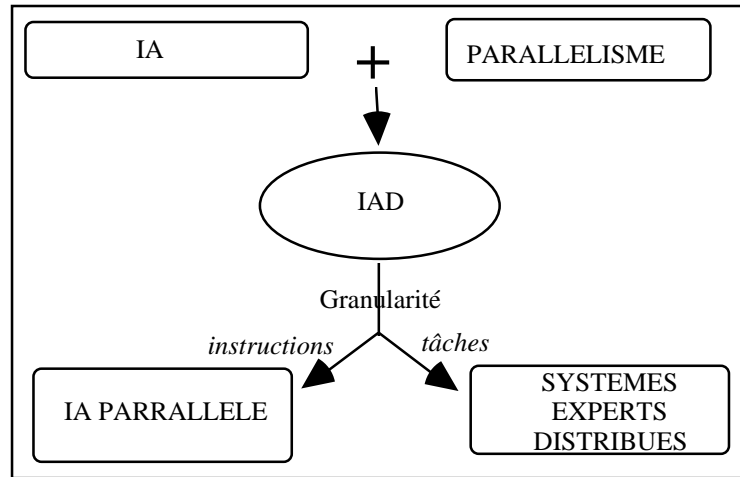 IA
+
PARALLELISME
IAD
Granularité
instructions
tâches
IA PARRALLELE
SYSTEMES
EXPERTS
DISTRIBUES